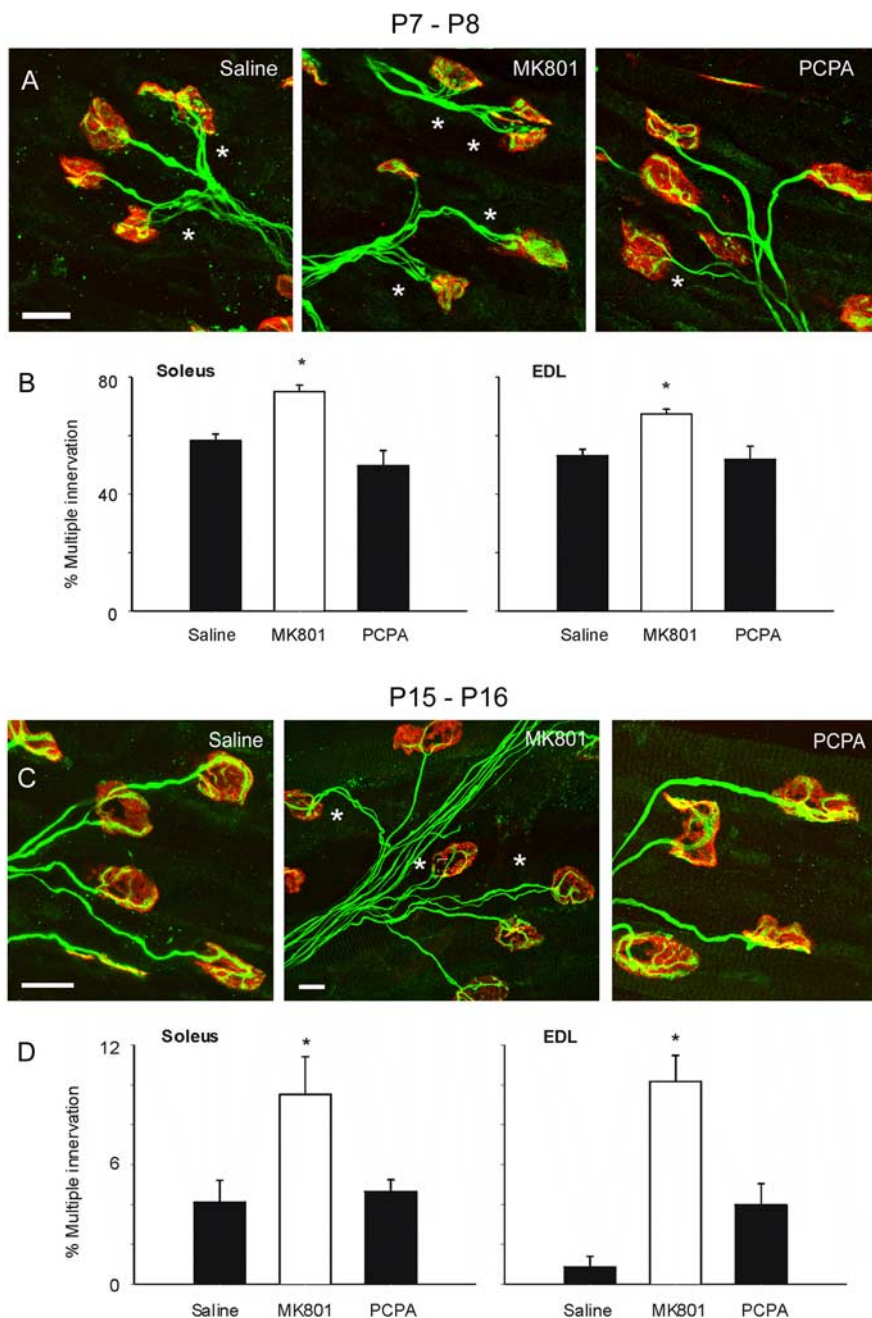 P7 - P8
A Saline MK801 PCPA
* * * * * * *
B Soleus EDL
80
* *
40
% Multiple innervation
0
Saline MK801 PCPA Saline MK801 PCPA
P15 - P16
C Saline MK801 PCPA
* * *
D Soleus EDL
12
* *
6
% Multiple innervation
0
Saline MK801 PCPA Saline MK801 PCPA